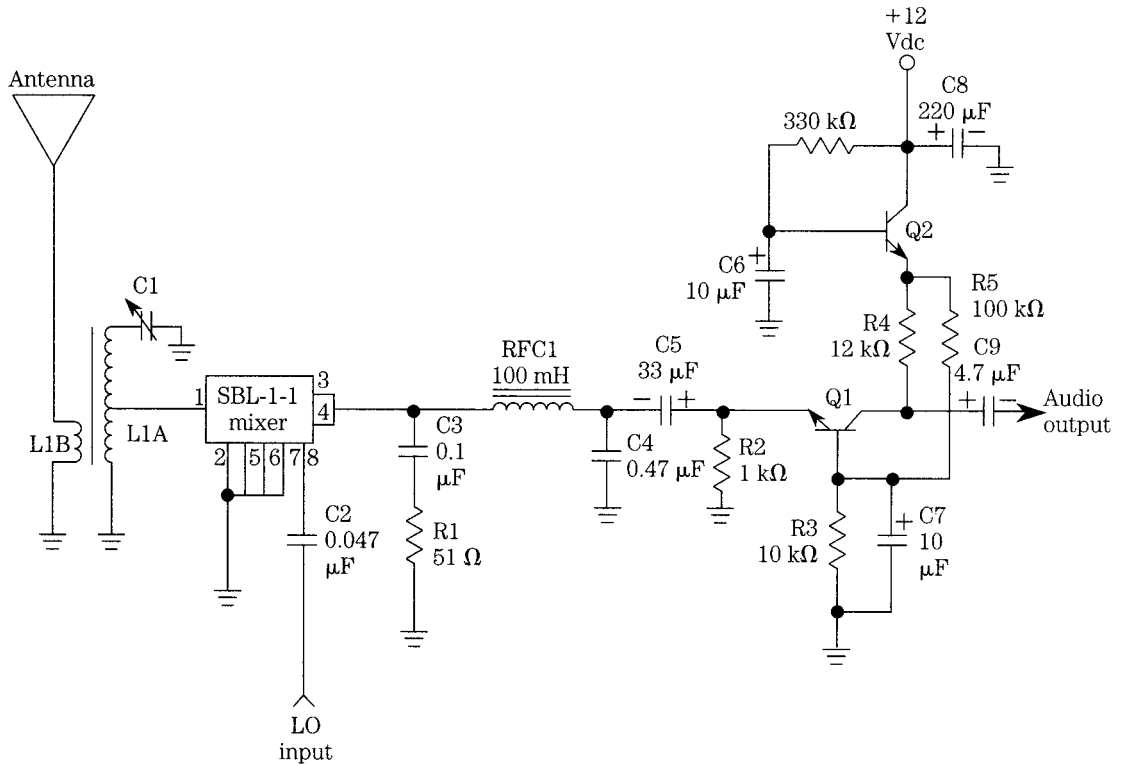 +12
Vdc
Antenna
C8
220 µF
+
−
330 kΩ
Q2
C6
+
10 µF
C1
R5
100 kΩ
R4
12 kΩ
C9
4.7 µF
+
−
RFC1
100 mH
C5
33 µF
−
+
Q1
Audio
output
1
SBL-1-1
mixer
3
4
L1B
L1A
2
5
6
7
8
C3
0.1
µF
C4
0.47 µF
R2
1 kΩ
C2
0.047
µF
R1
51 Ω
R3
10 kΩ
+
C7
10
µF
LO
input